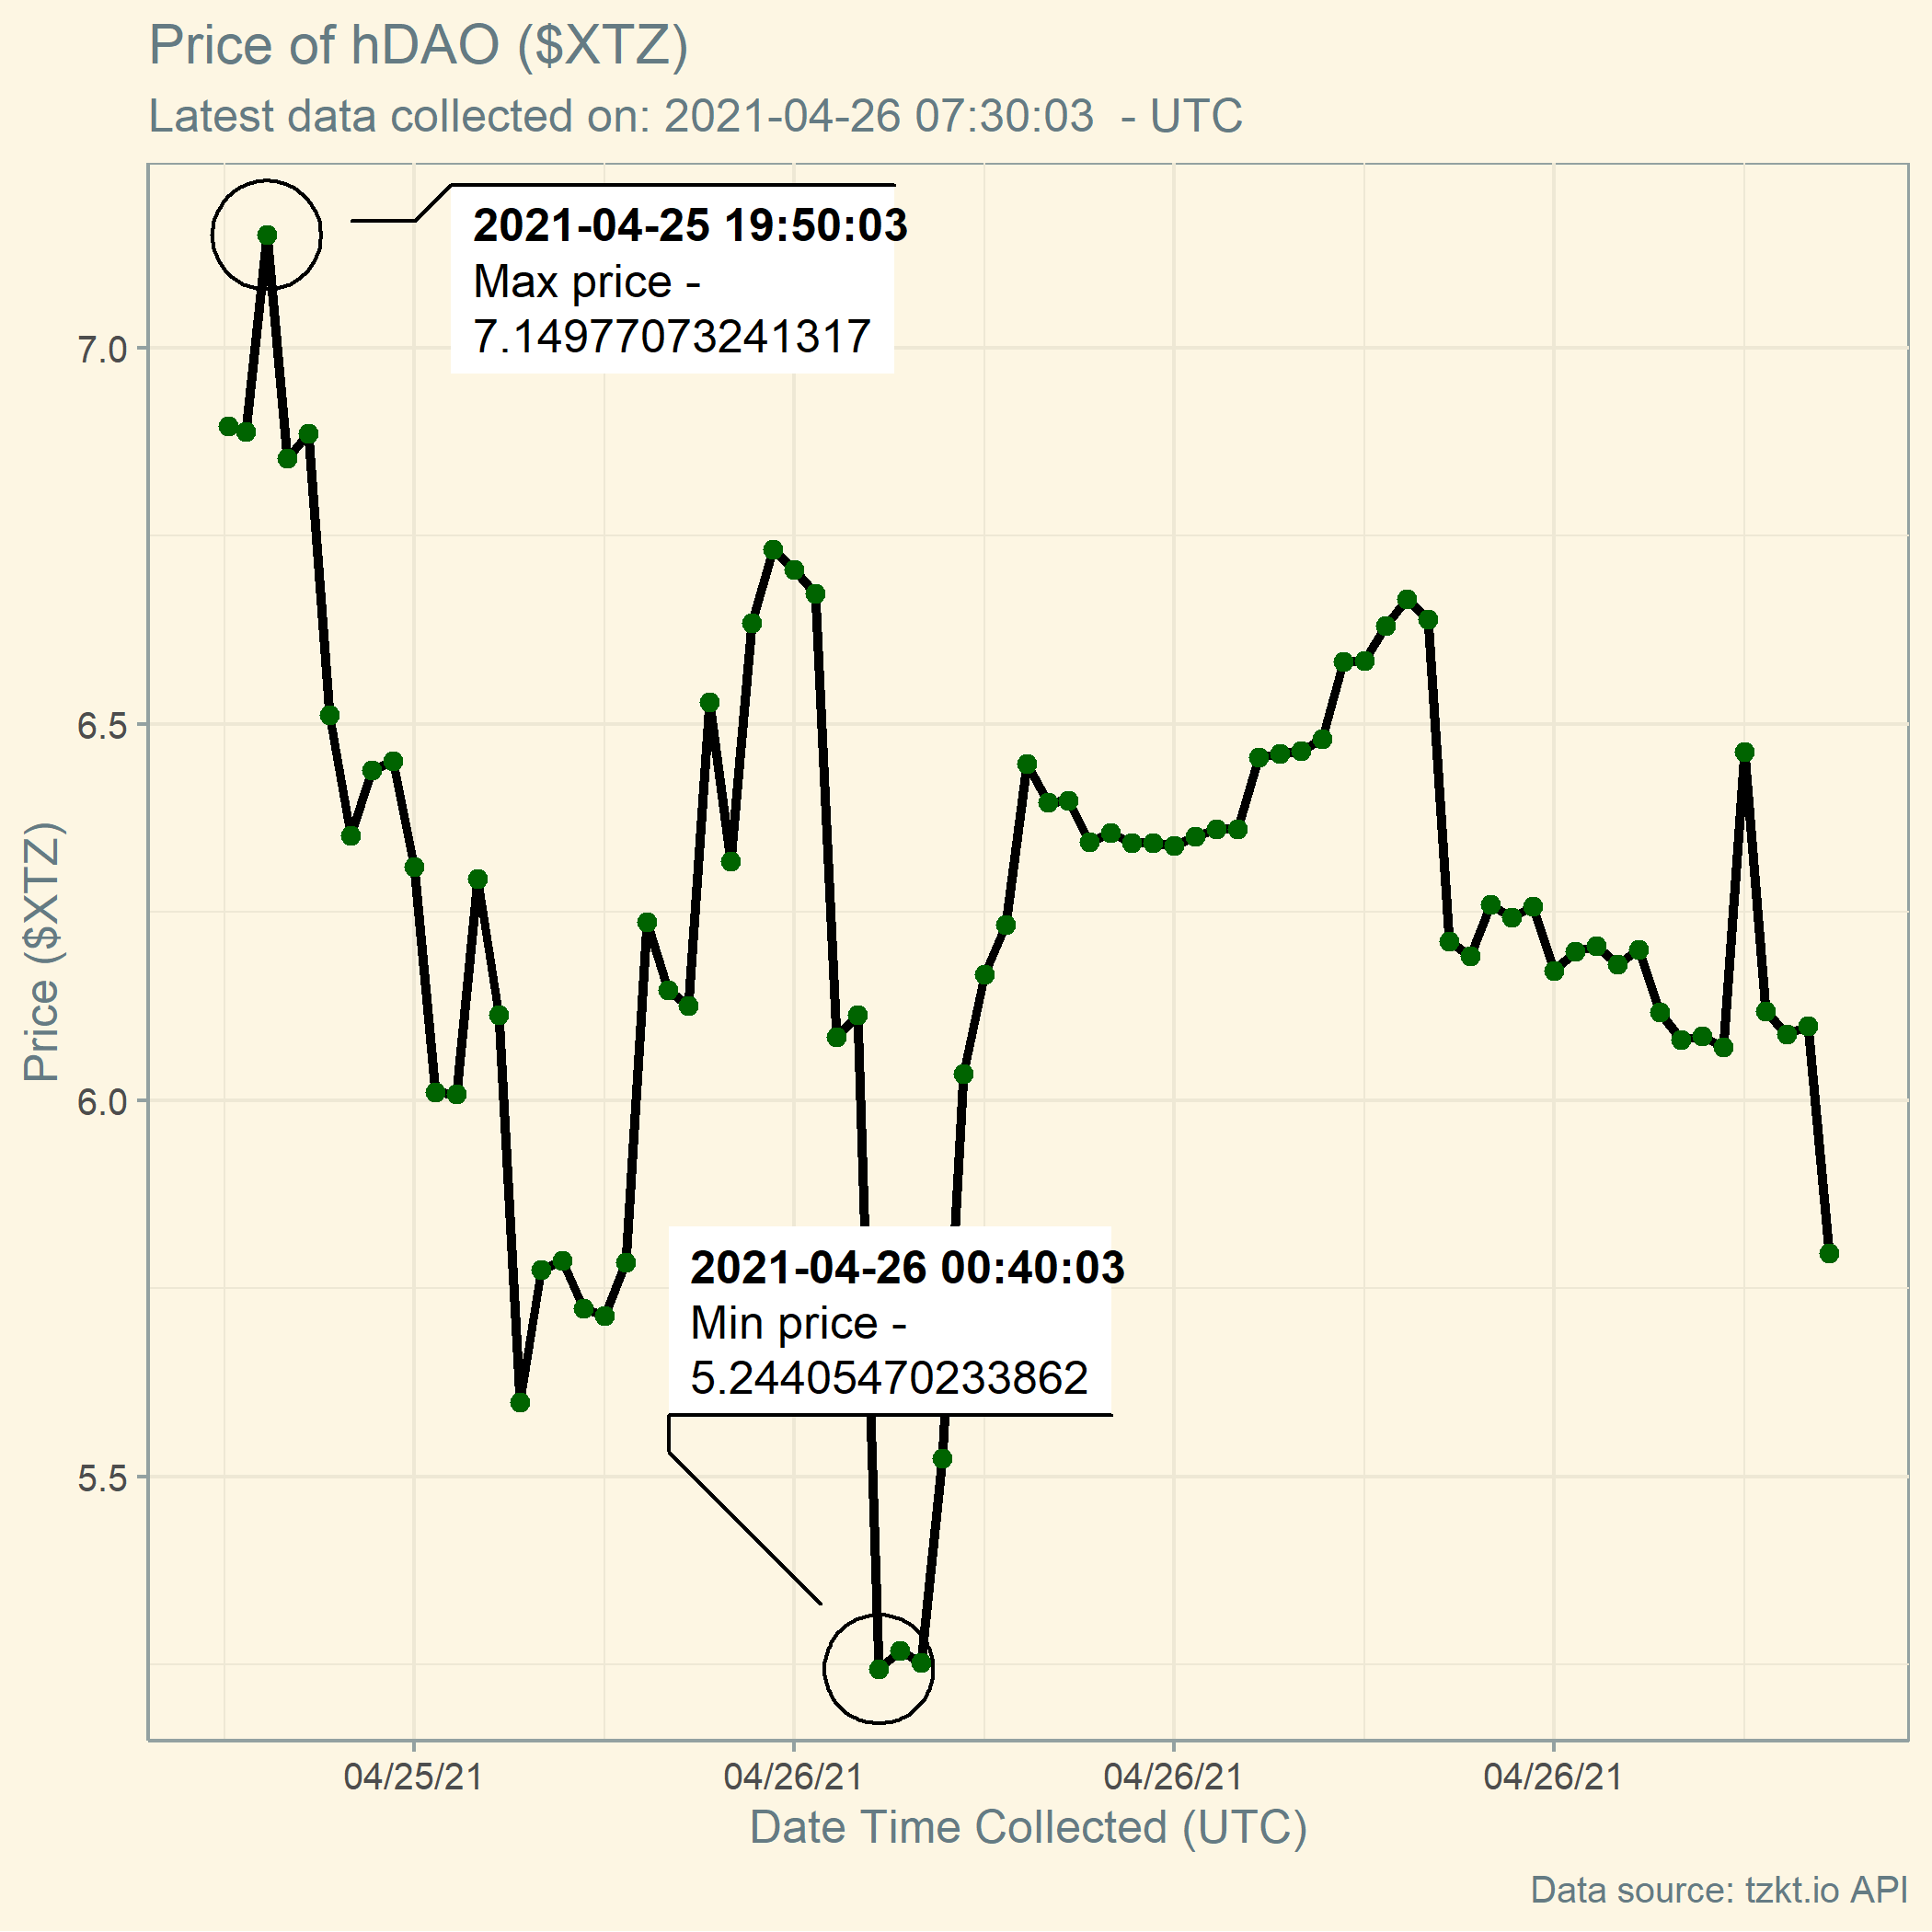 Price of hDAO ($XTZ)
Latest data collected on: 2021-04-26 07:30:03  - UTC
2021-04-25 19:50:03
Max price -
7.14977073241317
7.0
6.5
6.0
5.5
Price ($XTZ)
2021-04-26 00:40:03
Min price -
5.24405470233862
04/25/21
04/26/21
04/26/21
04/26/21
Date Time Collected (UTC)
Data source: tzkt.io API